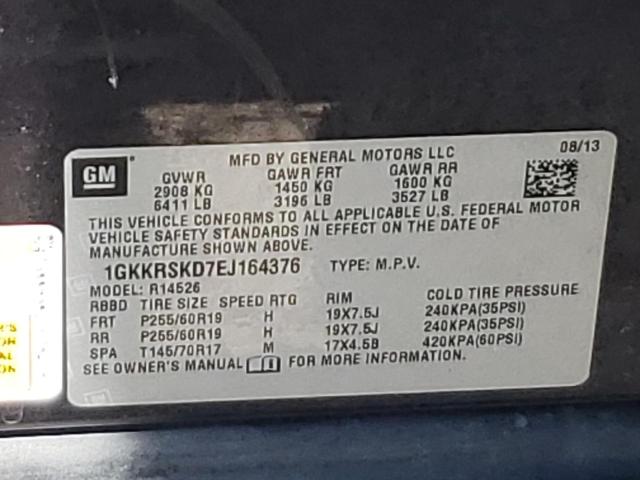 GM
MFD BY GENERAL MOTORS LLC
08/13
GVWR GAWR FRT GAWR RR
2908 KG 1450 KG 1600 KG
6411 LB 3196 LB 3527 LB
THIS VEHICLE CONFORMS TO ALL APPLICABLE U.S. FEDERAL MOTOR
VEHICLE SAFETY STANDARDS IN EFFECT ON THE DATE OF
MANUFACTURE SHOWN ABOVE.
1GKKRSKD7EJ164376 TYPE: M.P.V.
MODEL: R14526
RBBD TIRE SIZE SPEED RTG RIM COLD TIRE PRESSURE
FRT P255/60R19 H 19X7.5J 240KPA(35PSI)
RR P255/60R19 H 19X7.5J 240KPA(35PSI)
SPA T145/70R17 M 17X4.5B 420KPA(60PSI)
SEE OWNER'S MANUAL FOR MORE INFORMATION.